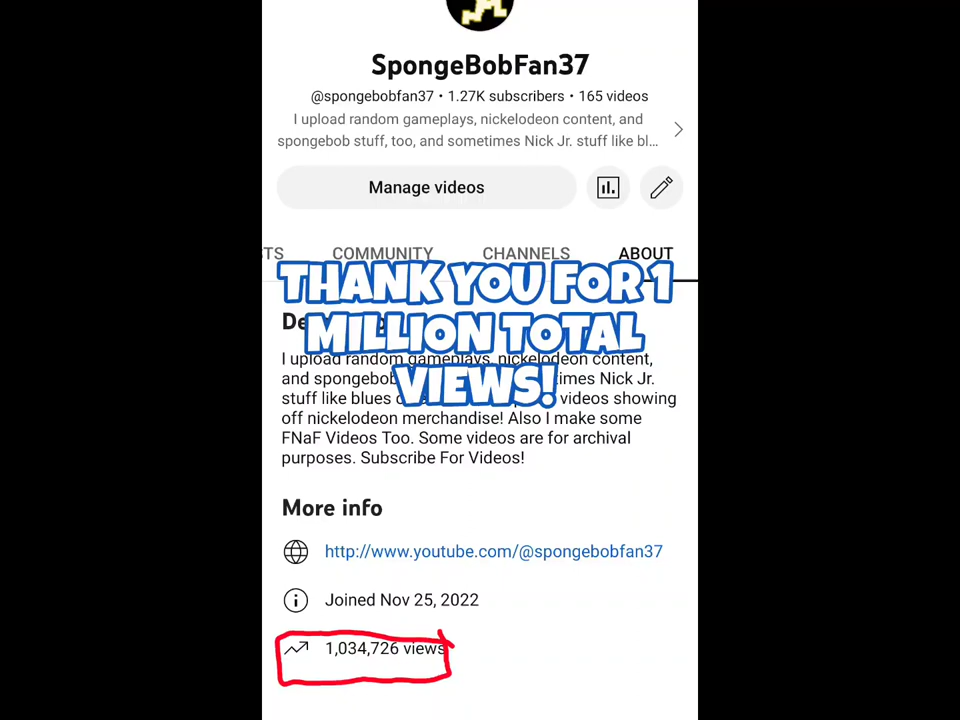 SpongeBobFan37
@spongebobfan37 • 1.27K subscribers • 165 videos
I upload random gameplays, nickelodeon content, and
spongebob stuff, too, and sometimes Nick Jr. stuff like bl...
Manage videos
TS COMMUNITY CHANNELS ABOUT
THANK YOU FOR 1
MILLION TOTAL
VIEWS!
I upload random gameplays, nickelodeon content,
and spongebob times Nick Jr.
stuff like blues videos showing
off nickelodeon merchandise! Also I make some
FNaF Videos Too. Some videos are for archival
purposes. Subscribe For Videos!
More info
http://www.youtube.com/@spongebobfan37
Joined Nov 25, 2022
1,034,726 views